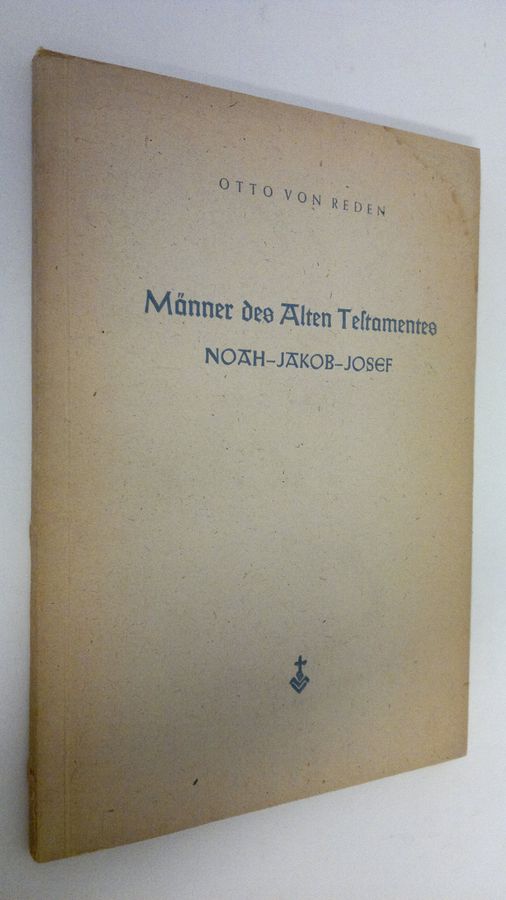 OTTO VON REDEN
Männer des Alten Teſtamentes
NOAH–JAKOB–JOSEF